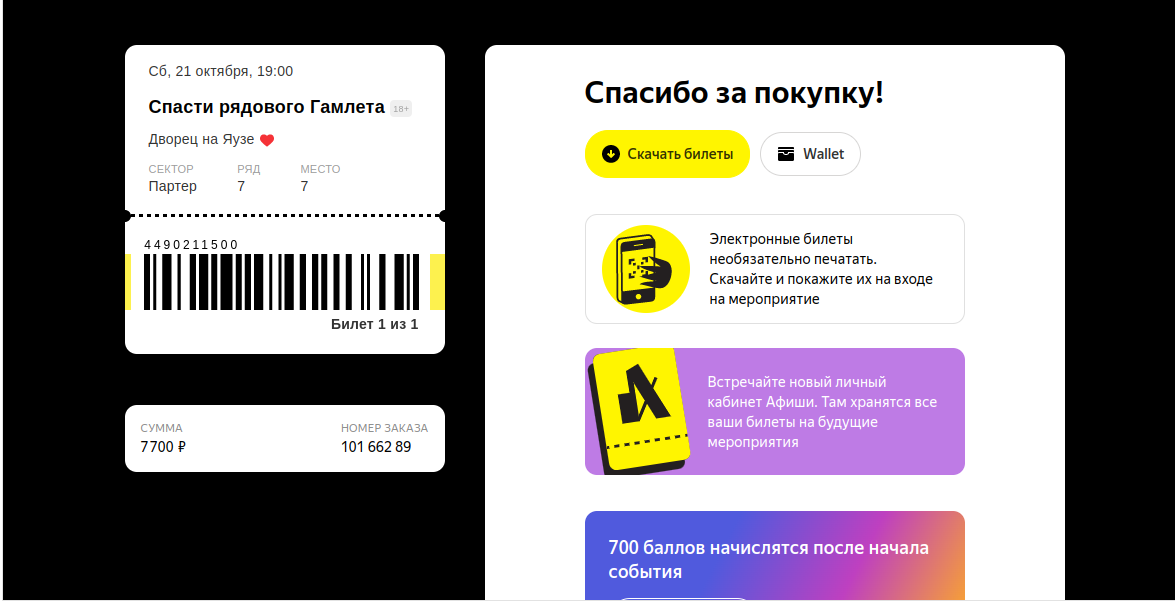 Сб, 21 октября, 19:00
Спасти рядового Гамлета 18+
Дворец на Яузе ❤️
СЕКТОР РЯД МЕСТО
Партер 7 7
4490211500
Билет 1 из 1
СУММА НОМЕР ЗАКАЗА
7700 ₽ 101 662 89
Спасибо за покупку!
Скачать билеты Wallet
Электронные билеты
необязательно печатать.
Скачайте и покажите их на входе
на мероприятие
Встречайте новый личный
кабинет Афиши. Там хранятся все
ваши билеты на будущие
мероприятия
700 баллов начислятся после начала
события